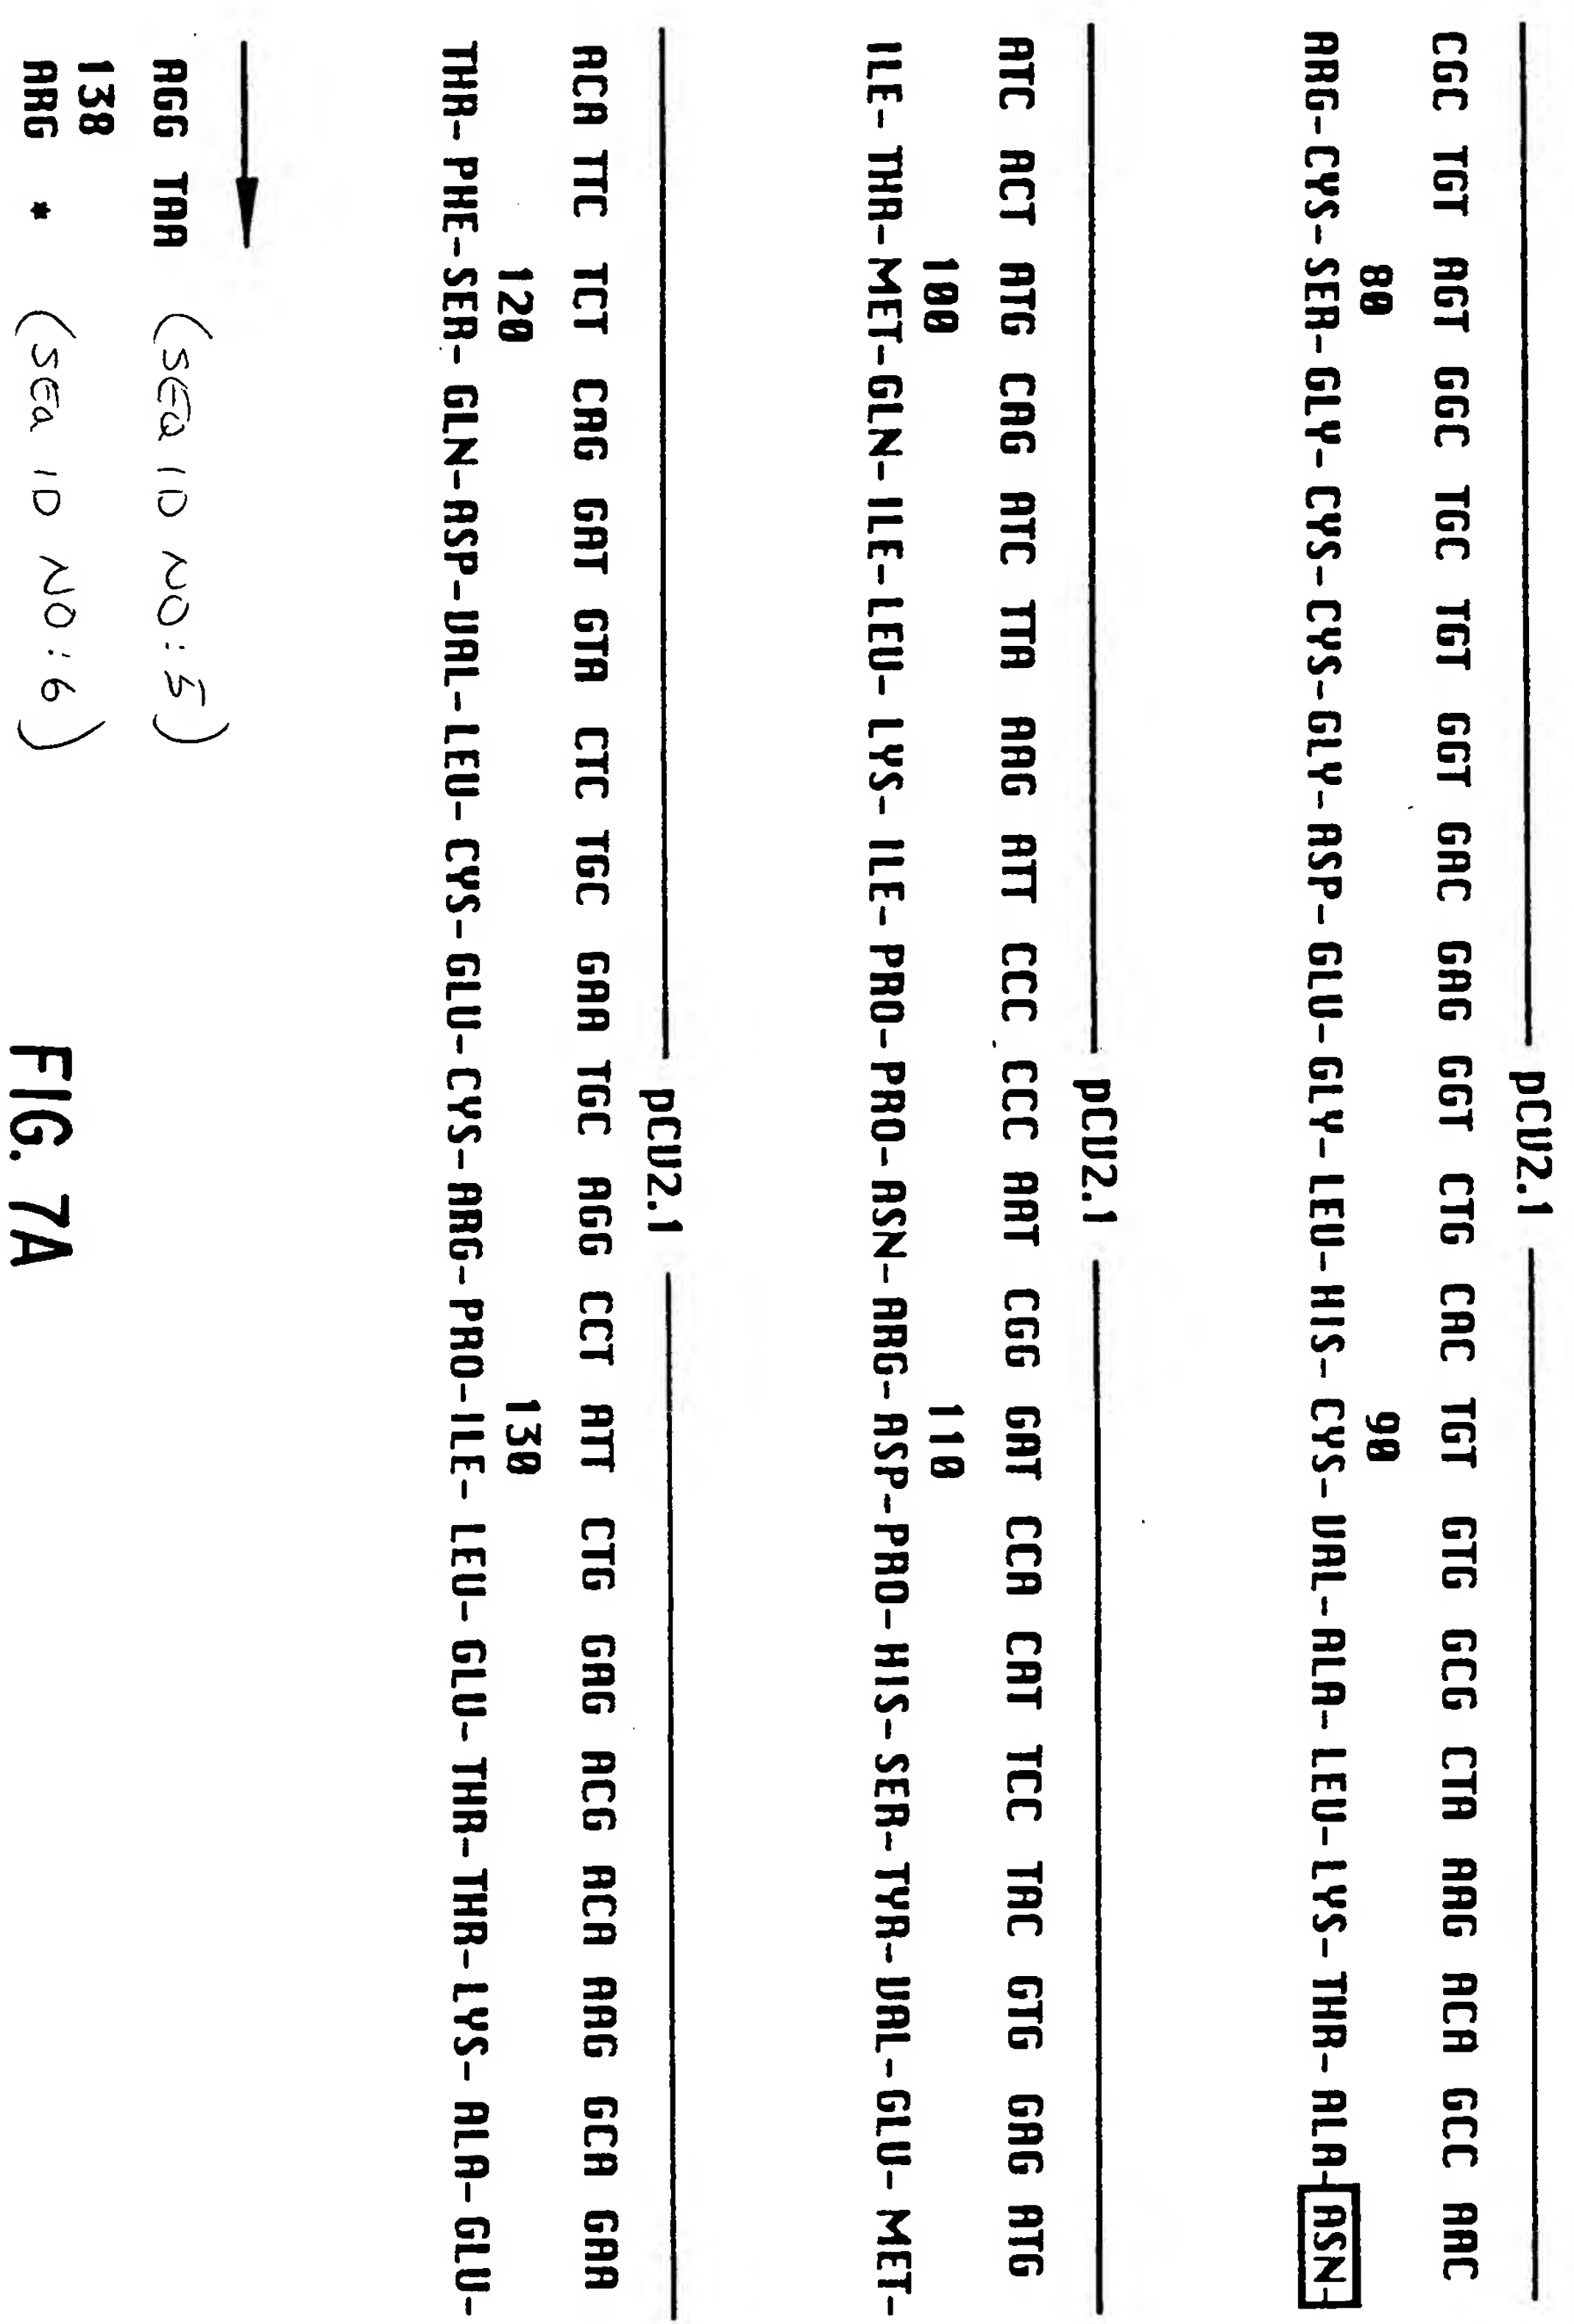 pCV2.1
CGC TGT AGT GGC TGC TGT GGT GAC GAG GGT CTG CAC TGT GTG GCG CTA AAG ACA GCC AAC
80 90
ARG-CYS-SER-GLY-CYS-CYS-GLY-ASP-GLU-GLY-LEU-HIS-CYS-VAL-ALA-LEU-LYS-THR-ALA-ASN-
pCV2.1
ATC ACT ATG CAG ATC TTA AAG ATT CCC CCC AAT CGG GAT CCA CAT TCC TAC GTG GAG ATG
100 110
ILE-THR-MET-GLN-ILE-LEU-LYS-ILE-PRO-PRO-ASN-ARG-ASP-PRO-HIS-SER-TYR-VAL-GLU-MET-
pCV2.1
ACA TTC TCT CAG GAT GTA CTC TGC GAA TGC AGG CCT ATT CTG GAG ACG ACA AAG GCA GAA
120 130
THR-PHE-SER-GLN-ASP-VAL-LEU-CYS-GLU-CYS-ARG-PRO-ILE-LEU-GLU-THR-THR-LYS-ALA-GLU-
AGG TAA (SEQ ID NO:5)
138
ARG * (SEQ ID NO:6)
FIG. 7A